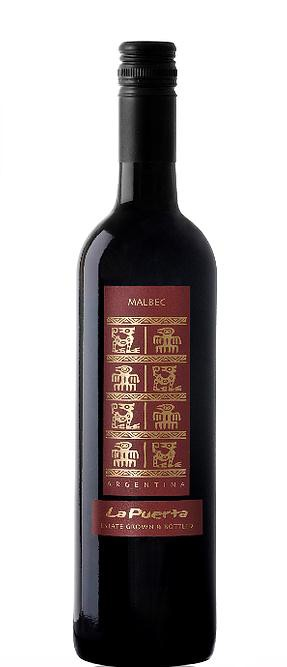 MALBEC
ARGENTINA
La Puerta
ESTATE GROWN & BOTTLED